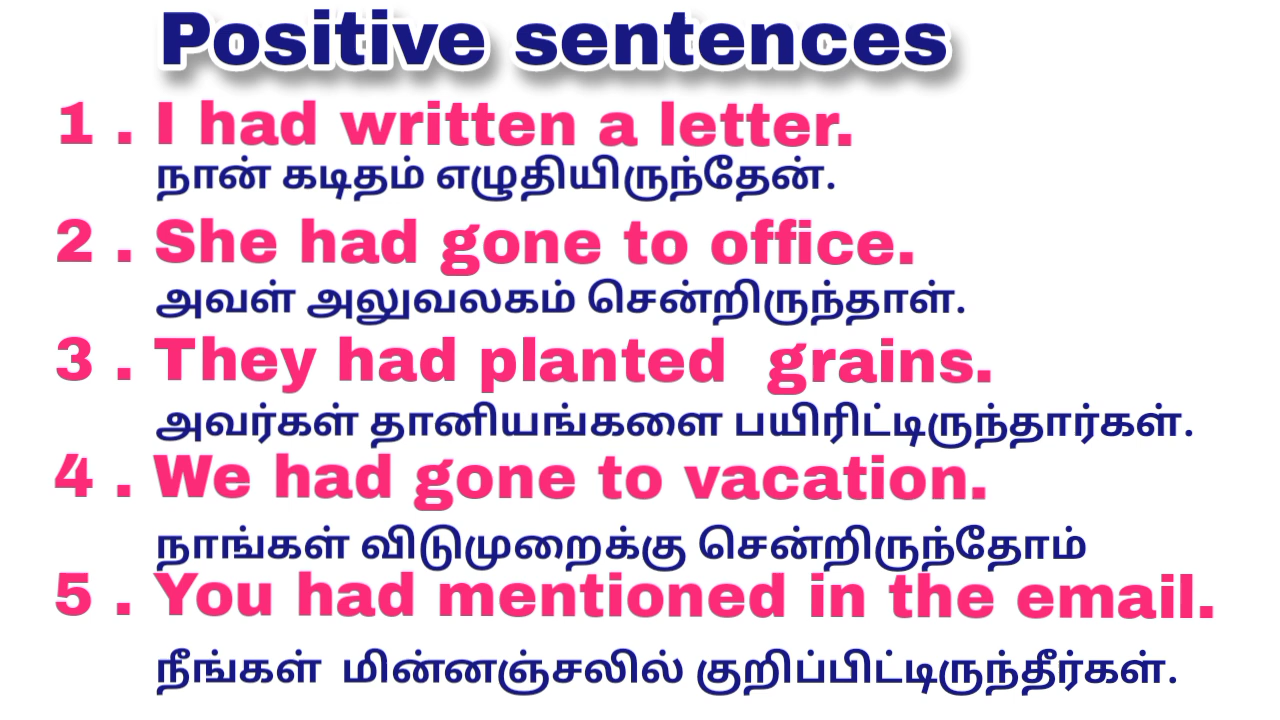 Positive sentences
1 . I had written a letter.
நான் கடிதம் எழுதியிருந்தேன்.
2 . She had gone to office.
அவள் அலுவலகம் சென்றிருந்தாள்.
3 . They had planted  grains.
அவர்கள் தானியங்களை பயிரிட்டிருந்தார்கள்.
4 . We had gone to vacation.
நாங்கள் விடுமுறைக்கு சென்றிருந்தோம்
5 . You had mentioned in the email.
நீங்கள்  மின்னஞ்சலில் குறிப்பிட்டிருந்தீர்கள்.